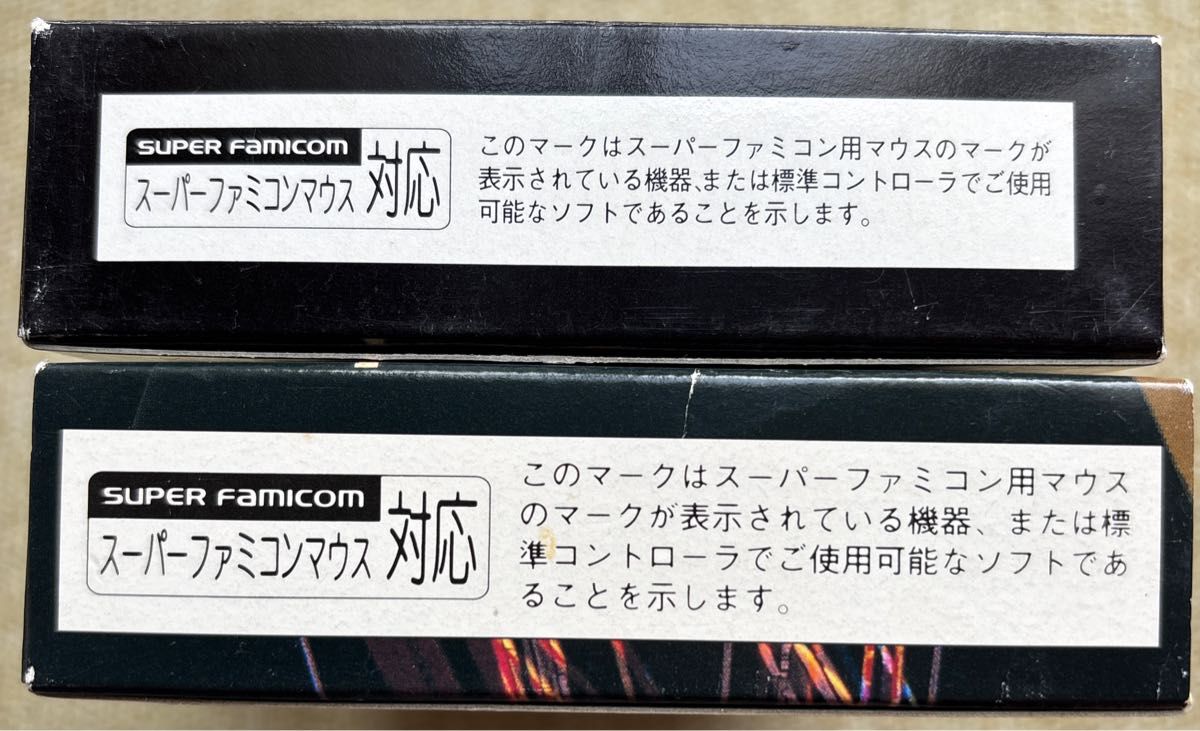 SUPER FAMICOM
スーパーファミコンマウス 対応
このマークはスーパーファミコン用マウスのマークが
表示されている機器、または標準コントローラでご使用
可能なソフトであることを示します。
SUPER FAMICOM
スーパーファミコンマウス 対応
このマークはスーパーファミコン用マウス
のマークが表示されている機器、または標
準コントローラでご使用可能なソフトであ
ることを示します。